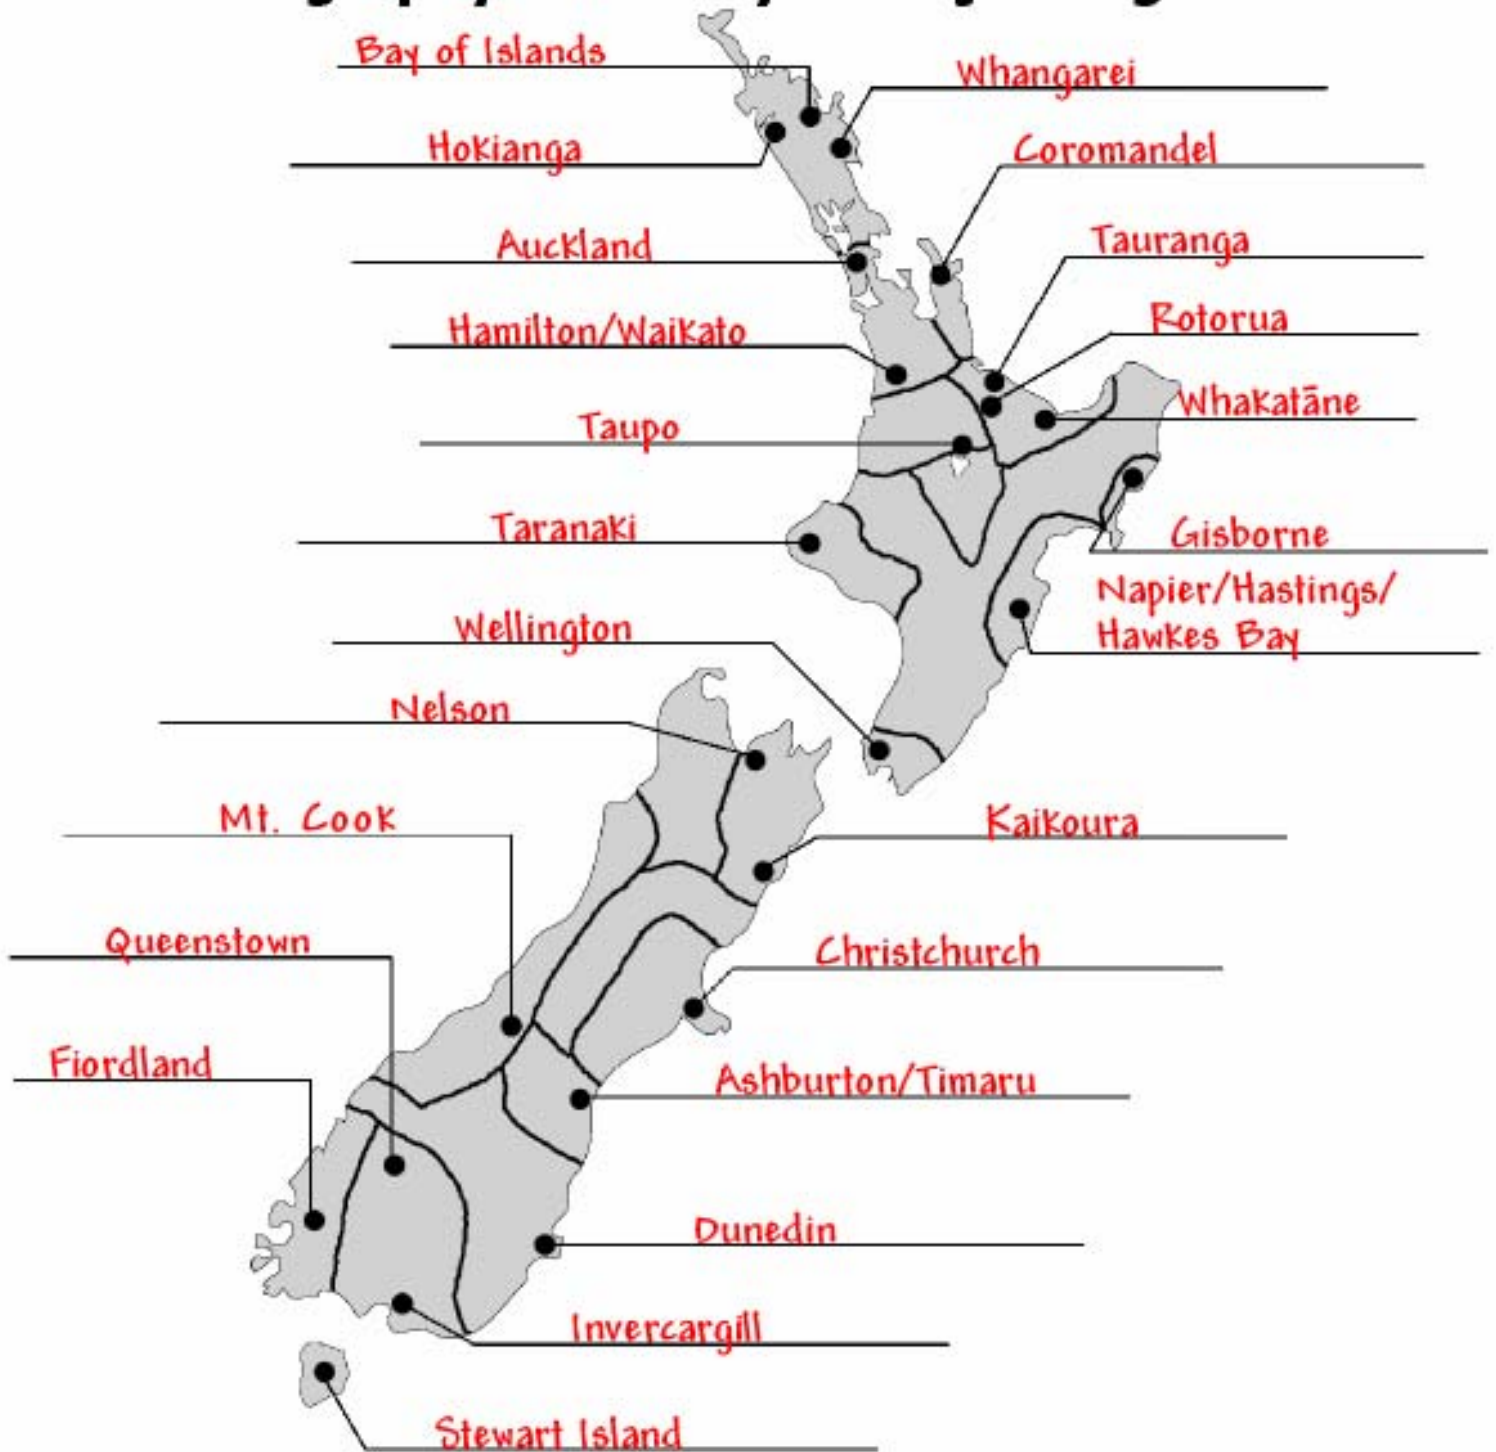 Bay of Islands
Whangarei
Hokianga
Coromandel
Auckland
Tauranga
Hamilton/Waikato
Rotorua
Taupo
Whakatāne
Taranaki
Gisborne
Napier/Hastings/
Hawkes Bay
Wellington
Nelson
Mt. Cook
Kaikoura
Queenstown
Christchurch
Fiordland
Ashburton/Timaru
Dunedin
Invercargill
Stewart Island